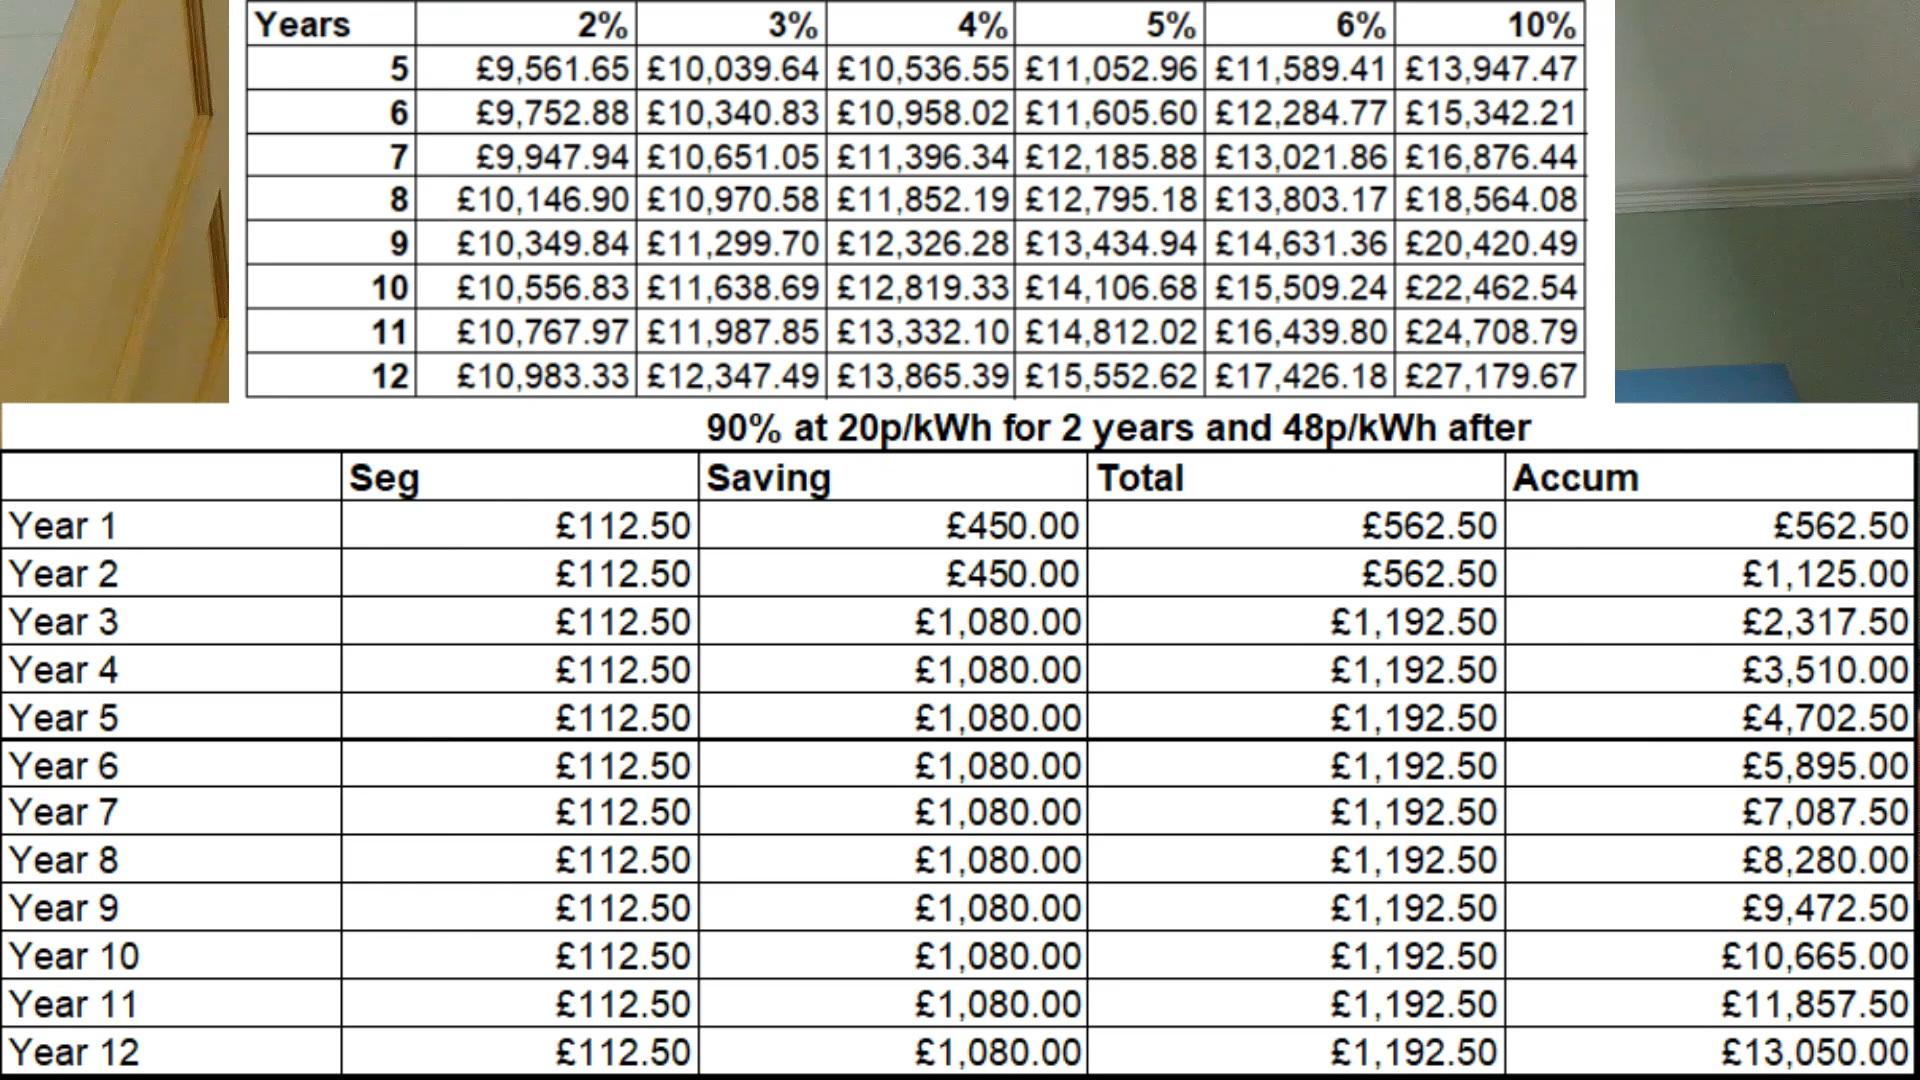 Years 2% 3% 4% 5% 6% 10%
5 £9,561.65 £10,039.64 £10,536.55 £11,052.96 £11,589.41 £13,947.47
6 £9,752.88 £10,340.83 £10,958.02 £11,605.60 £12,284.77 £15,342.21
7 £9,947.94 £10,651.05 £11,396.34 £12,185.88 £13,021.86 £16,876.44
8 £10,146.90 £10,970.58 £11,852.19 £12,795.18 £13,803.17 £18,564.08
9 £10,349.84 £11,299.70 £12,326.28 £13,434.94 £14,631.36 £20,420.49
10 £10,556.83 £11,638.69 £12,819.33 £14,106.68 £15,509.24 £22,462.54
11 £10,767.97 £11,987.85 £13,332.10 £14,812.02 £16,439.80 £24,708.79
12 £10,983.33 £12,347.49 £13,865.39 £15,552.62 £17,426.18 £27,179.67
90% at 20p/kWh for 2 years and 48p/kWh after
Seg Saving Total Accum
Year 1 £112.50 £450.00 £562.50 £562.50
Year 2 £112.50 £450.00 £562.50 £1,125.00
Year 3 £112.50 £1,080.00 £1,192.50 £2,317.50
Year 4 £112.50 £1,080.00 £1,192.50 £3,510.00
Year 5 £112.50 £1,080.00 £1,192.50 £4,702.50
Year 6 £112.50 £1,080.00 £1,192.50 £5,895.00
Year 7 £112.50 £1,080.00 £1,192.50 £7,087.50
Year 8 £112.50 £1,080.00 £1,192.50 £8,280.00
Year 9 £112.50 £1,080.00 £1,192.50 £9,472.50
Year 10 £112.50 £1,080.00 £1,192.50 £10,665.00
Year 11 £112.50 £1,080.00 £1,192.50 £11,857.50
Year 12 £112.50 £1,080.00 £1,192.50 £13,050.00